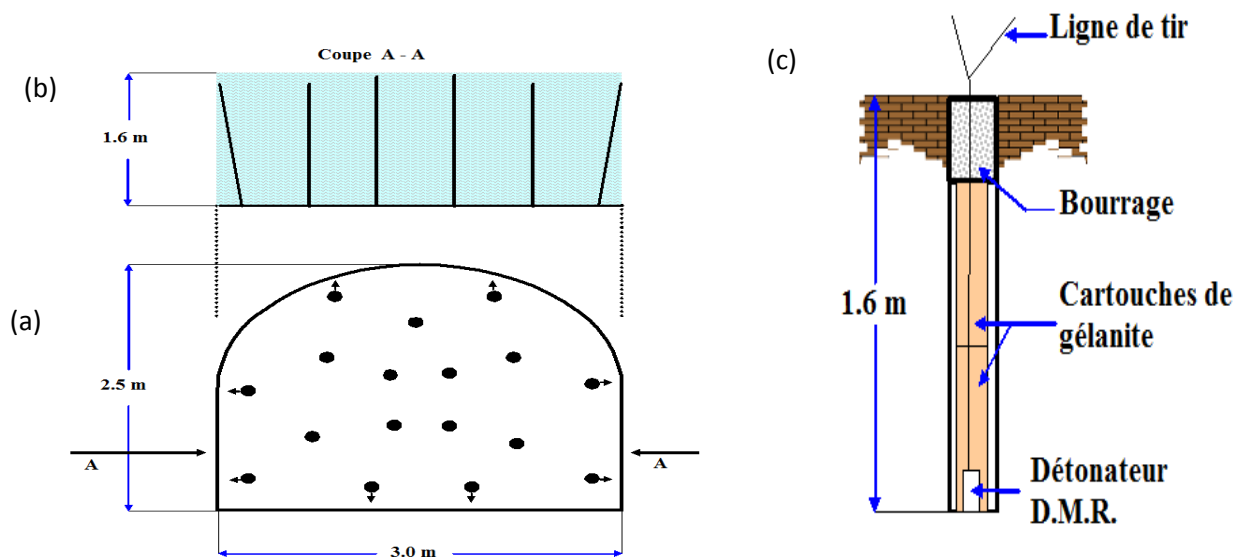 Coupe A - A
(b)
1.6 m
(a)
2.5 m
A
A
3.0 m
(c)
Ligne de tir
Bourrage
1.6 m
Cartouches de
gélanite
Détonateur
D.M.R.